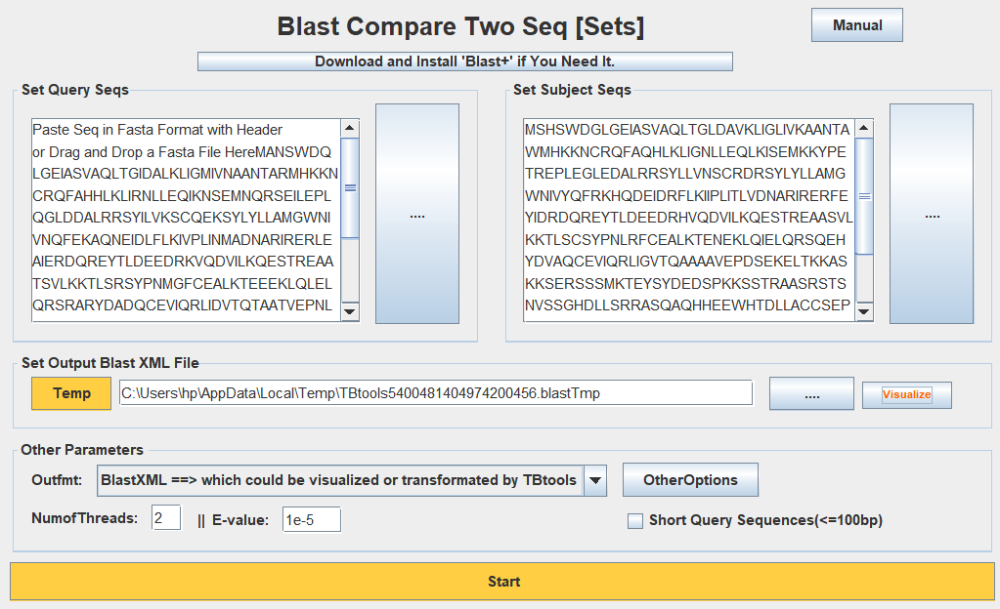 Blast Compare Two Seq [Sets]
Manual
Download and Install 'Blast+' if You Need It.
Set Query Seqs
Paste Seq in Fasta Format with Header
or Drag and Drop a Fasta File HereMANSWDQ
LGEIASVAQLTGIDALKLIGMIVNAANTARMHKKN
CRQFAHHLKLIRNLLEQIKNSEMNQRSEILEPL
QGLDDALRRSYILVKSCQEKSYLYLLAMGWNI
VNQFEKAQNEIDLFLKIVPLINMADNARIRERLE
AIERDQREYTLDEEDRKVQDVILKQESTREAA
TSVLKKTLSRSYPNMGFCEALKTEEEKLQLEL
QRSRARYDADQCEVIQRLIDVTQTAATVEPNL
....
Set Subject Seqs
MSHSWDGLGEIASVAQLTGLDAVKLIGLIVKAANTA
WMHKKNCRQFAQHLKLIGNLLEQLKISEMKKYPE
TREPLEGLEDALRRSYLLVNSCRDRSYLYLLAMG
WNIVYQFRKHQDEIDRFLKIIPLITLVDNARIRERFE
YIDRDQREYTLDEEDRHVQDVILKQESTREAASVL
KKTLSCSYPNLRFCEALKTENEKLQIELQRSQEH
YDVAQCEVIQRLIGVTQAAAAVEPDSEKELTKKAS
KKSERSSSMKTEYSYDEDSPKKSSTRAASRSTS
NVSSGHDLLSRRASQAQHHEEWHTDLLACCSEP
....
Set Output Blast XML File
Temp
C:\Users\hp\AppData\Local\Temp\TBtools5400481404974200456.blastTmp
....
Visualize
Other Parameters
Outfmt:
BlastXML ==> which could be visualized or transformated by TBtools
OtherOptions
NumofThreads:
2
|| E-value:
1e-5
Short Query Sequences(<=100bp)
Start